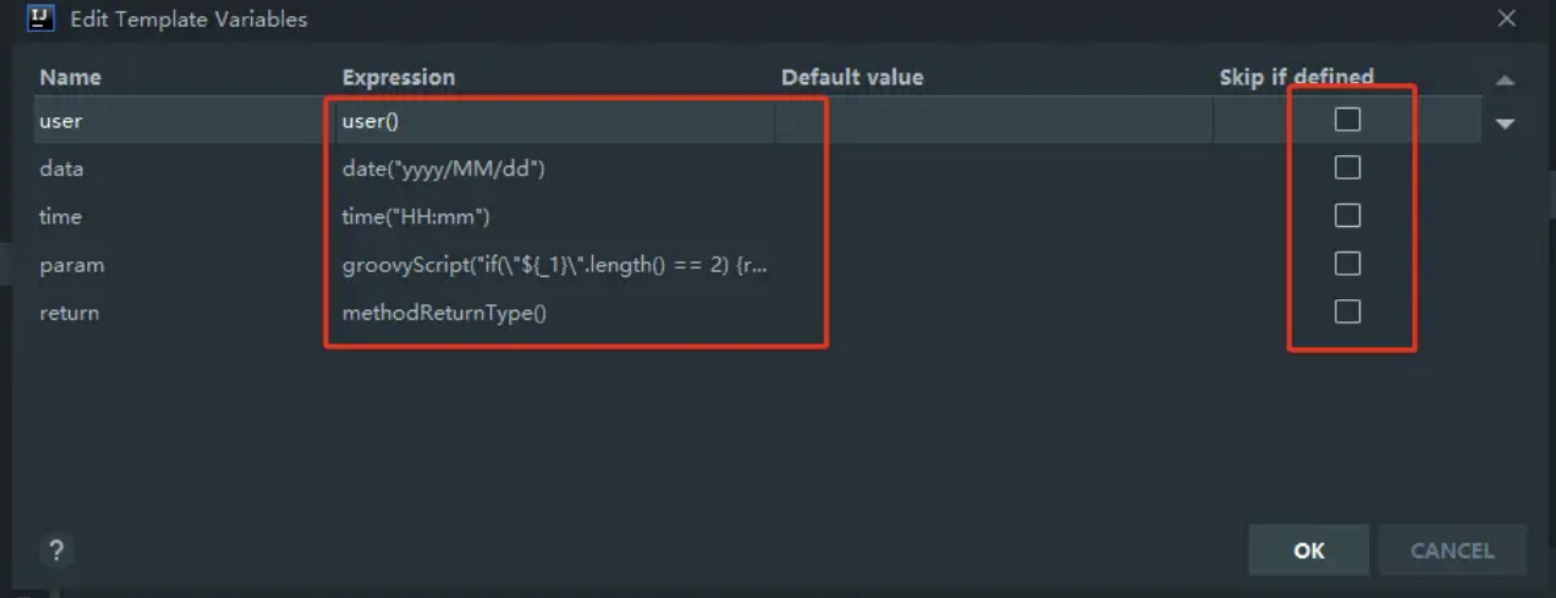 IJ Edit Template Variables
Name Expression Default value Skip if defined
user user()
data date("yyyy/MM/dd")
time time("HH:mm")
param groovyScript("if(\"${_1}\".length() == 2) {r...
return methodReturnType()
? OK CANCEL